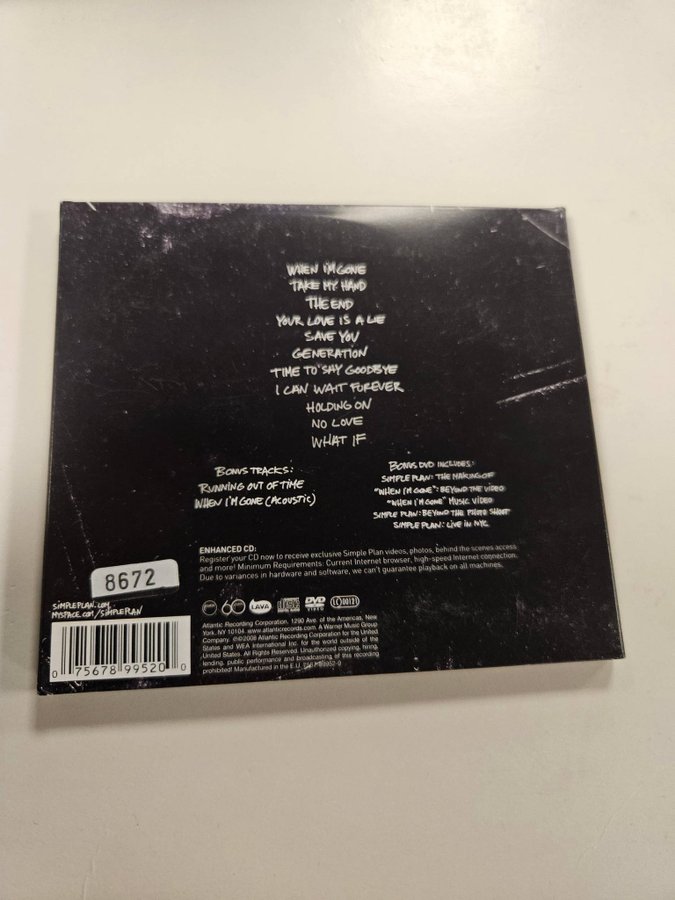 WHEN I'M GONE
TAKE MY HAND
THE END
YOUR LOVE IS A LIE
SAVE YOU
GENERATION
TIME TO SAY GOODBYE
I CAN WAIT FOREVER
HOLDING ON
NO LOVE
WHAT IF
BONUS TRACKS:
RUNNING OUT OF TIME
WHEN I'M GONE (ACOUSTIC)
BONUS DVD INCLUDES:
SIMPLE PLAN: THE MAKING OF
"WHEN I'M GONE": BEYOND THE VIDEO
"WHEN I'M GONE" MUSIC VIDEO
SIMPLE PLAN: BEYOND THE PHOTO SHOOT
SIMPLE PLAN: LIVE IN NYC
ENHANCED CD:
Register your CD now to receive exclusive Simple Plan videos, photos, behind the scenes access
and more! Minimum Requirements: Current Internet browser, high-speed Internet connection.
Due to variances in hardware and software, we can't guarantee playback on all machines.
8672
SIMPLEPLAN.COM
MYSPACE.COM/SIMPLEPLAN
0 75678 99520 0
60 LAVA DVD VIDEO LC 00121
Atlantic Recording Corporation, 1290 Ave. of the Americas, New
York, NY 10104. www.atlanticrecords.com. A Warner Music Group
Company. ℗©2008 Atlantic Recording Corporation for the United
States and WEA International Inc. for the world outside of the
United States. All Rights Reserved. Unauthorized copying, hiring,
lending, public performance and broadcasting of this recording
prohibited! Manufactured in the E.U.